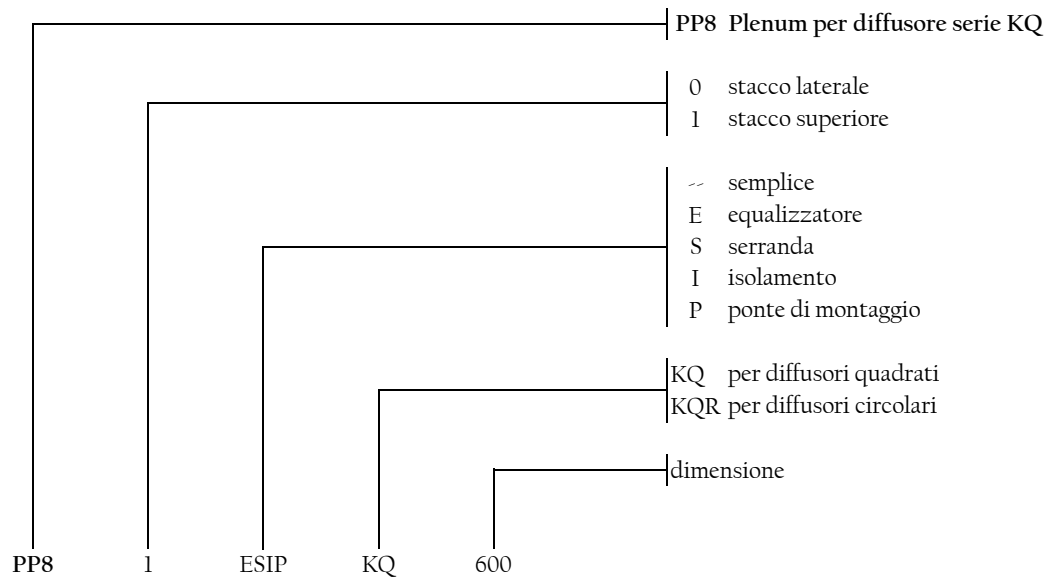 PP8 Plenum per diffusore serie KQ
0 stacco laterale
1 stacco superiore
-- semplice
E equalizzatore
S serranda
I isolamento
P ponte di montaggio
KQ per diffusori quadrati
KQR per diffusori circolari
dimensione
PP8 1 ESIP KQ 600